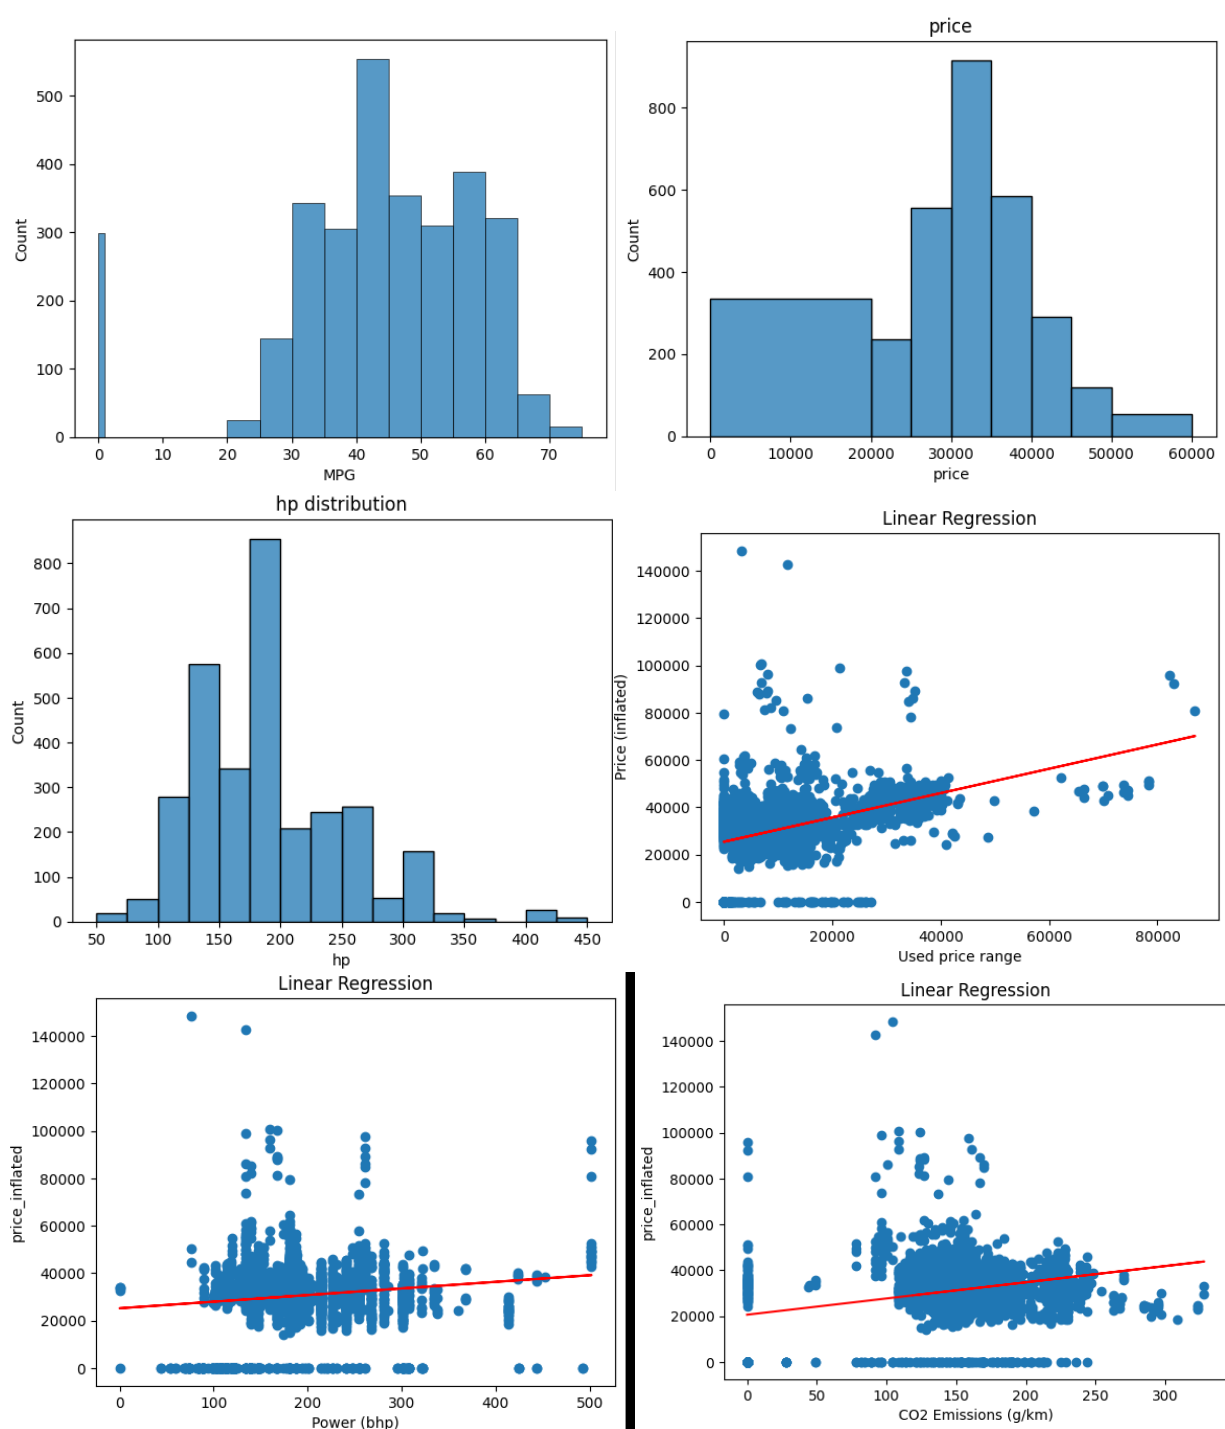 500
400
300
200
100
0
Count
0 10 20 30 40 50 60 70
MPG
price
800
600
400
200
0
Count
0 10000 20000 30000 40000 50000 60000
price
hp distribution
800
700
600
500
400
300
200
100
0
Count
50 100 150 200 250 300 350 400 450
hp
Linear Regression
140000
120000
100000
80000
60000
40000
20000
0
Price (inflated)
0 20000 40000 60000 80000
Used price range
Linear Regression
140000
120000
100000
80000
60000
40000
20000
0
price_inflated
0 100 200 300 400 500
Power (bhp)
Linear Regression
140000
120000
100000
80000
60000
40000
20000
0
price_inflated
0 50 100 150 200 250 300
CO2 Emissions (g/km)